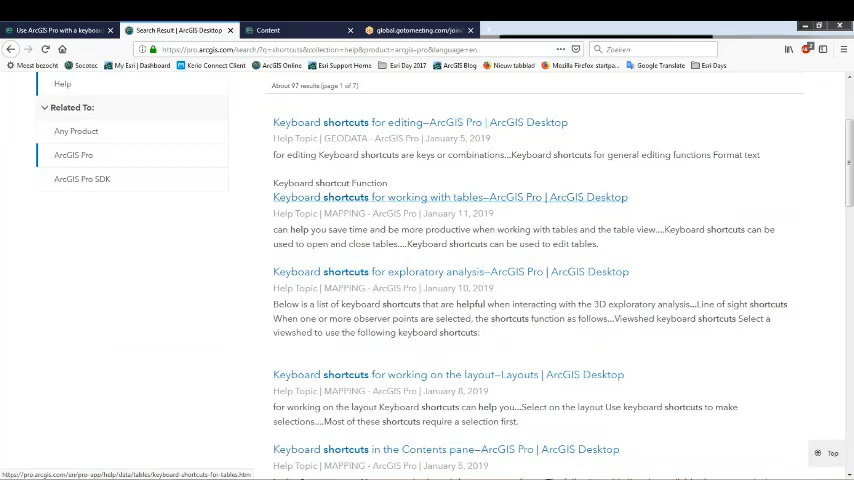 Use ArcGIS Pro with a keyboard
Search Result | ArcGIS Desktop
Content
global.gotomeeting.com/join
https://pro.arcgis.com/search/?q=shortcuts&collection=help&product=arcgis-pro&language=en
Zoeken
Meest bezocht Socotec My Esri | Dashboard Kerio Connect Client ArcGIS Online Esri Support Home Esri Day 2017 ArcGIS Blog Nieuw tabblad Mozilla Firefox-startpa... Google Translate Esri Days
Help
Related To:
Any Product
ArcGIS Pro
ArcGIS Pro SDK
About 97 results (page 1 of 7)
Keyboard shortcuts for editing—ArcGIS Pro | ArcGIS Desktop
Help Topic | GEODATA - ArcGIS Pro | January 5, 2019
for editing Keyboard shortcuts are keys or combinations...Keyboard shortcuts for general editing functions Format text
Keyboard shortcut Function
Keyboard shortcuts for working with tables—ArcGIS Pro | ArcGIS Desktop
Help Topic | MAPPING - ArcGIS Pro | January 11, 2019
can help you save time and be more productive when working with tables and the table view....Keyboard shortcuts can be
used to open and close tables....Keyboard shortcuts can be used to edit tables.
Keyboard shortcuts for exploratory analysis—ArcGIS Pro | ArcGIS Desktop
Help Topic | MAPPING - ArcGIS Pro | January 10, 2019
Below is a list of keyboard shortcuts that are helpful when interacting with the 3D exploratory analysis...Line of sight shortcuts
When one or more observer points are selected, the shortcuts function as follows...Viewshed keyboard shortcuts Select a
viewshed to use the following keyboard shortcuts:
Keyboard shortcuts for working on the layout—Layouts | ArcGIS Desktop
Help Topic | MAPPING - ArcGIS Pro | January 8, 2019
for working on the layout Keyboard shortcuts can help you...Select on the layout Use keyboard shortcuts to make
selections....Most of these shortcuts require a selection first.
Keyboard shortcuts in the Contents pane—ArcGIS Pro | ArcGIS Desktop
Help Topic | MAPPING - ArcGIS Pro | January 5, 2019
Top
https://pro.arcgis.com/en/pro-app/help/data/tables/keyboard-shortcuts-for-tables.htm